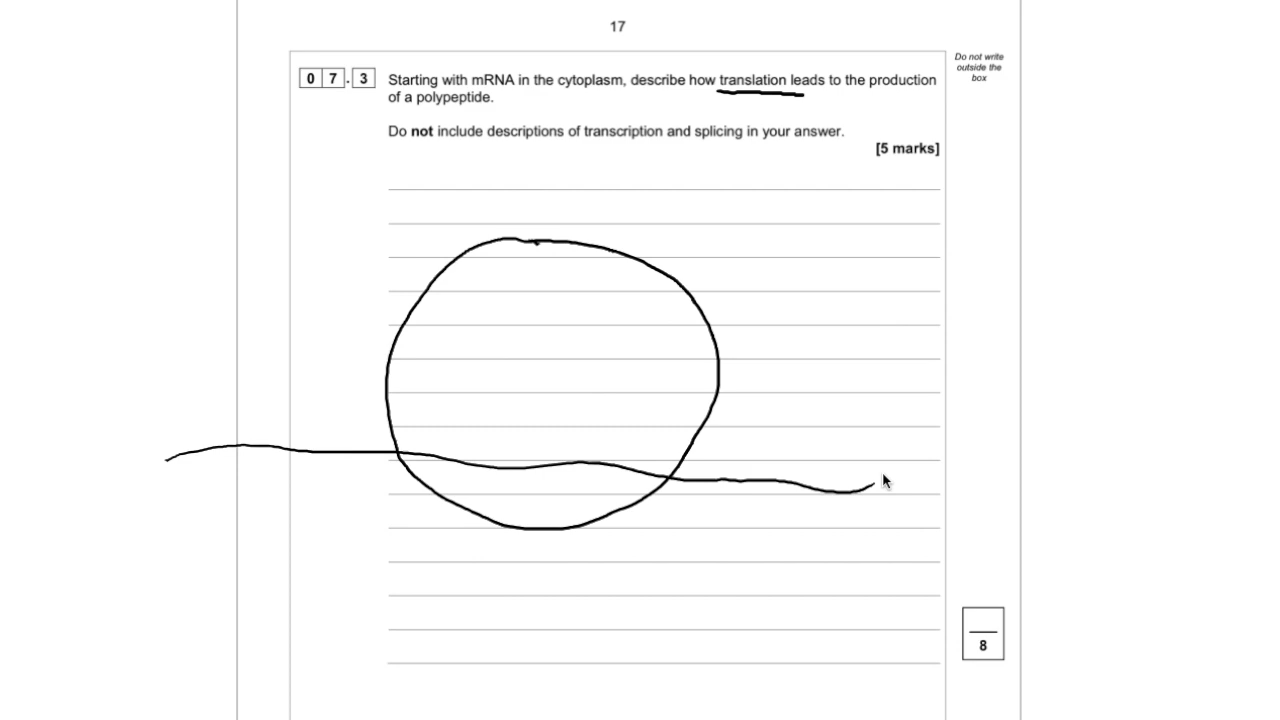 17
Do not write
outside the
box
0 7 . 3 Starting with mRNA in the cytoplasm, describe how translation leads to the production
of a polypeptide.
Do not include descriptions of transcription and splicing in your answer.
[5 marks]
8